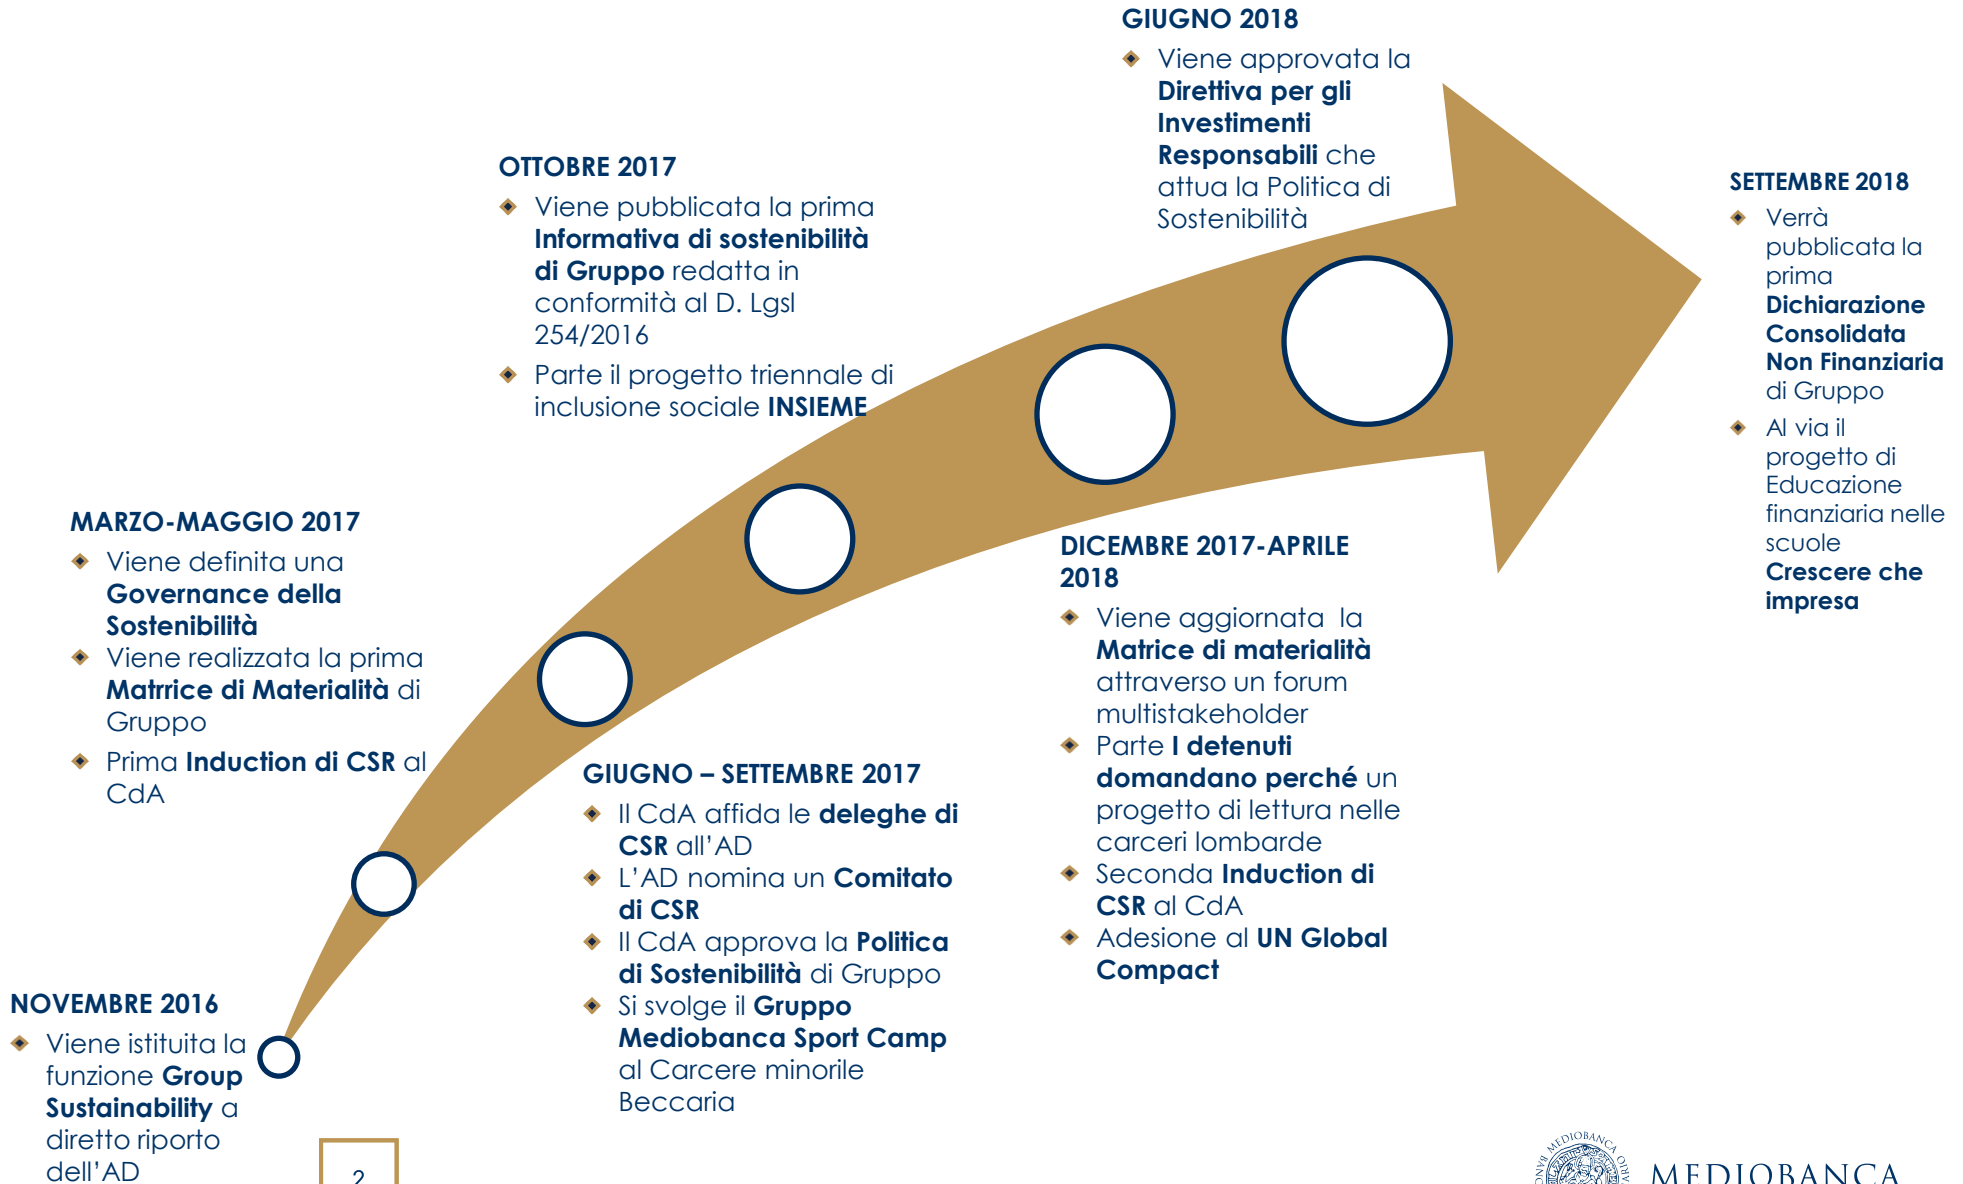 GIUGNO 2018
Viene approvata la
Direttiva per gli
Investimenti
Responsabili che
attua la Politica di
Sostenibilità
OTTOBRE 2017
Viene pubblicata la prima
Informativa di sostenibilità
di Gruppo redatta in
conformità al D. Lgsl
254/2016
Parte il progetto triennale di
inclusione sociale INSIEME
SETTEMBRE 2018
Verrà
pubblicata la
prima
Dichiarazione
Consolidata
Non Finanziaria
di Gruppo
Al via il
progetto di
Educazione
finanziaria nelle
scuole
Crescere che
impresa
MARZO-MAGGIO 2017
Viene definita una
Governance della
Sostenibilità
Viene realizzata la prima
Matrrice di Materialità di
Gruppo
Prima Induction di CSR al
CdA
DICEMBRE 2017-APRILE
2018
Viene aggiornata  la
Matrice di materialità
attraverso un forum
multistakeholder
Parte I detenuti
domandano perché un
progetto di lettura nelle
carceri lombarde
Seconda Induction di
CSR al CdA
Adesione al UN Global
Compact
GIUGNO – SETTEMBRE 2017
Il CdA affida le deleghe di
CSR all'AD
L'AD nomina un Comitato
di CSR
Il CdA approva la Politica
di Sostenibilità di Gruppo
Si svolge il Gruppo
Mediobanca Sport Camp
al Carcere minorile
Beccaria
NOVEMBRE 2016
Viene istituita la
funzione Group
Sustainability a
diretto riporto
dell'AD
2
MEDIOBANCA
MEDIOBANCA